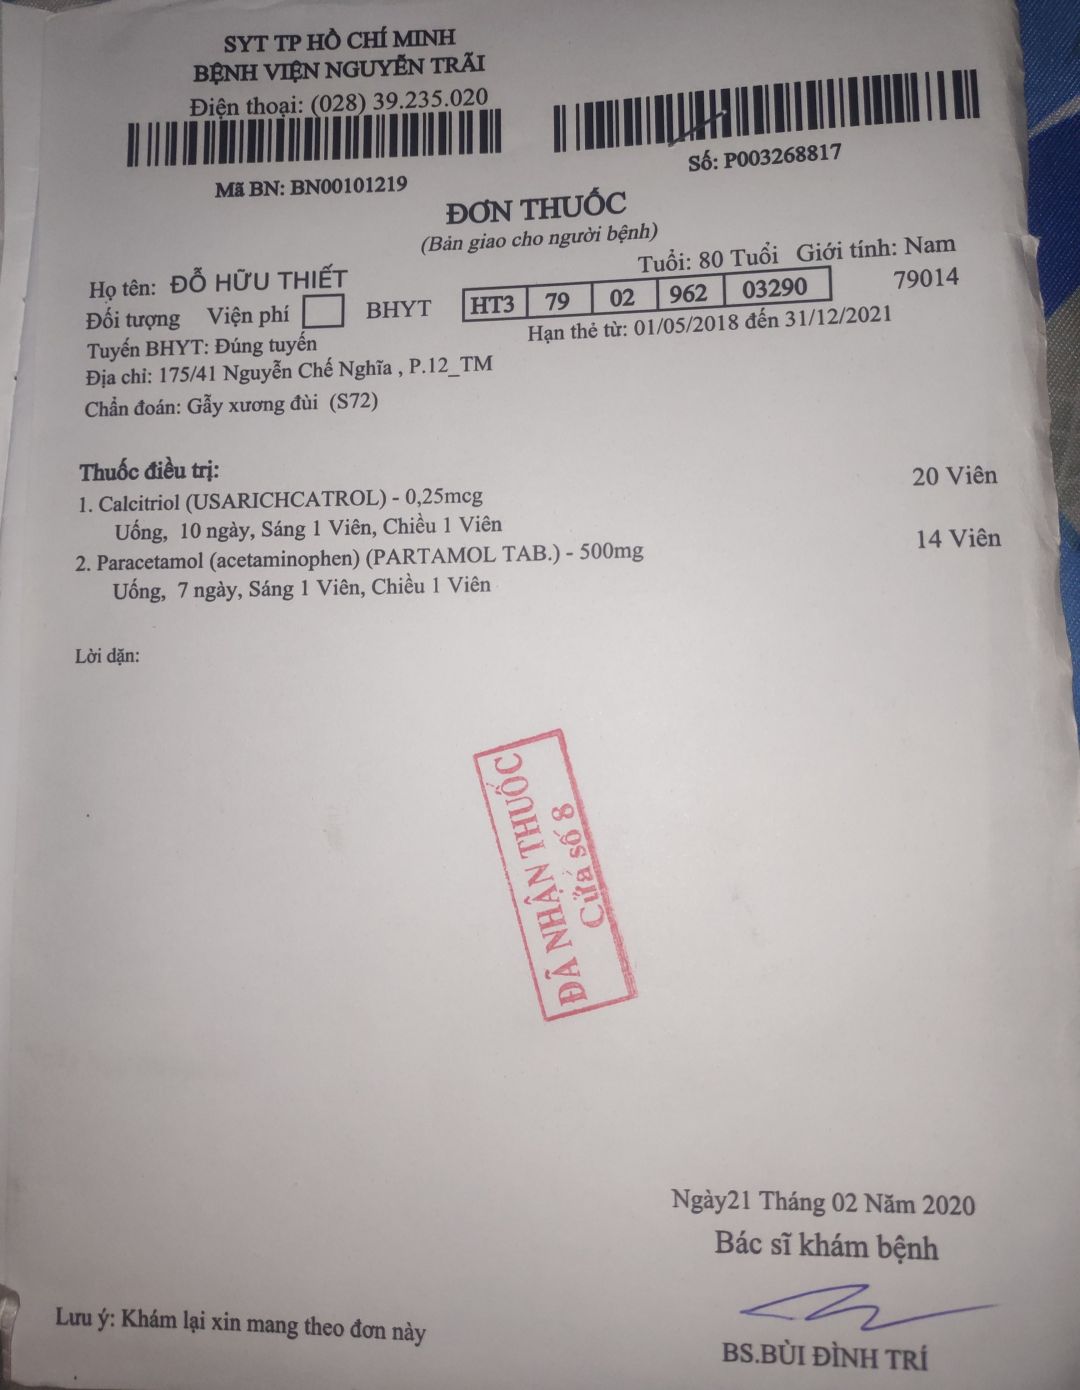 SYT TP HỒ CHÍ MINH
BỆNH VIỆN NGUYỄN TRÃI
Điện thoại: (028) 39.235.020
Mã BN: BN00101219
Số: P003268817
ĐƠN THUỐC
(Bản giao cho người bệnh)
Họ tên: ĐỖ HỮU THIẾT
Tuổi: 80 Tuổi Giới tính: Nam
Đối tượng Viện phí BHYT HT3 79 02 962 03290 79014
Hạn thẻ từ: 01/05/2018 đến 31/12/2021
Tuyến BHYT: Đúng tuyến
Địa chỉ: 175/41 Nguyễn Chế Nghĩa , P.12_TM
Chẩn đoán: Gẫy xương đùi (S72)
Thuốc điều trị:
1. Calcitriol (USARICHCATROL) - 0,25mcg 20 Viên
Uống, 10 ngày, Sáng 1 Viên, Chiều 1 Viên
2. Paracetamol (acetaminophen) (PARTAMOL TAB.) - 500mg 14 Viên
Uống, 7 ngày, Sáng 1 Viên, Chiều 1 Viên
Lời dặn:
ĐÃ NHẬN THUỐC
Cửa số 8
Ngày21 Tháng 02 Năm 2020
Bác sĩ khám bệnh
Lưu ý: Khám lại xin mang theo đơn này
BS.BÙI ĐÌNH TRÍ